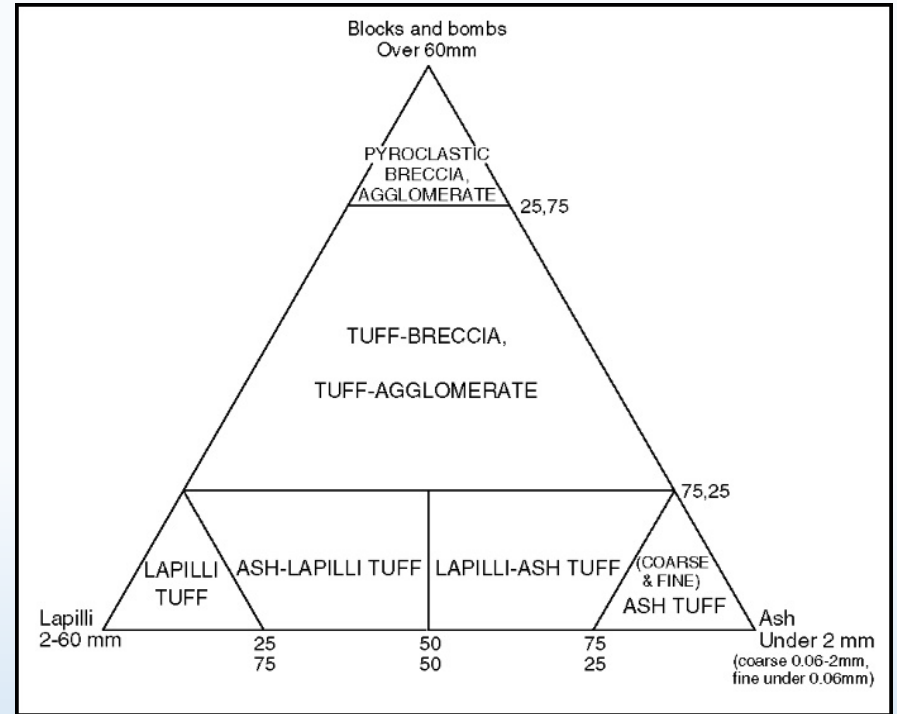 Blocks and bombs
Over 60mm
PYROCLASTIC
BRECCIA,
AGGLOMERATE
25,75
TUFF-BRECCIA,
TUFF-AGGLOMERATE
75,25
LAPILLI
TUFF
ASH-LAPILLI TUFF
LAPILLI-ASH TUFF
(COARSE
& FINE)
ASH TUFF
Lapilli
2-60 mm
25
75
50
50
75
25
Ash
Under 2 mm
(coarse 0.06-2mm,
fine under 0.06mm)